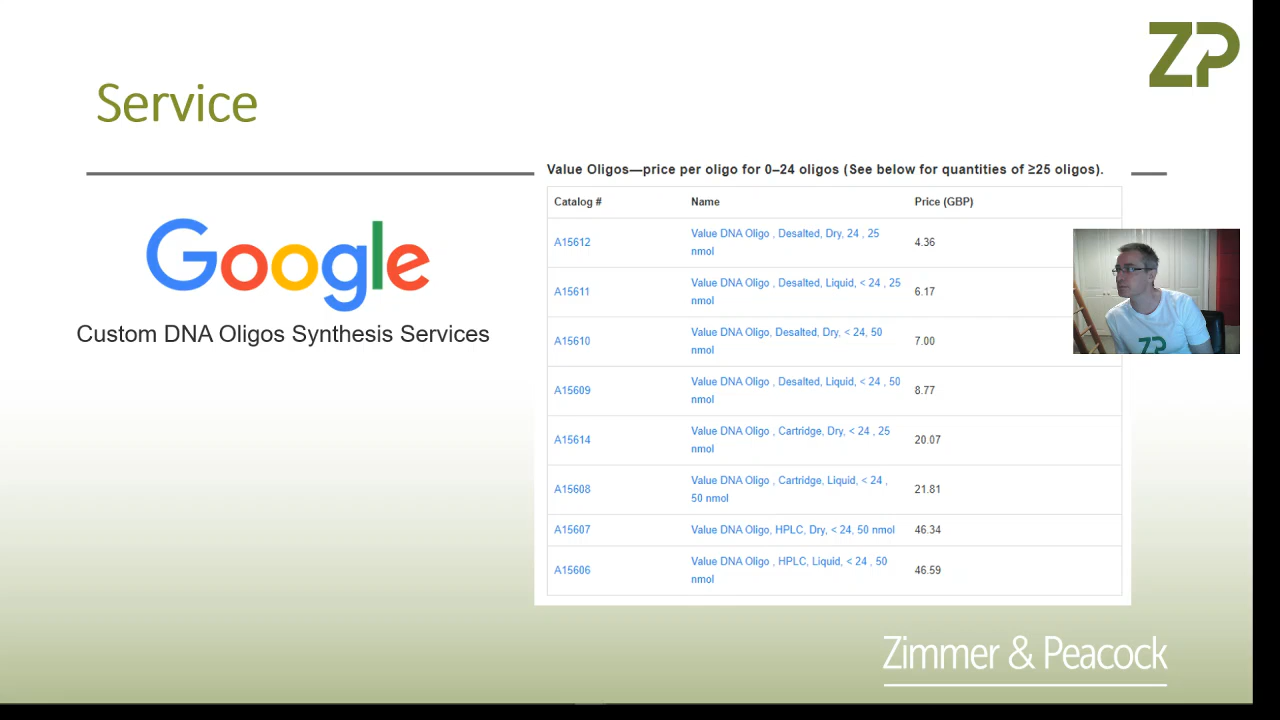 ZP
Service
Value Oligos—price per oligo for 0–24 oligos (See below for quantities of ≥25 oligos).
Google
Custom DNA Oligos Synthesis Services
Catalog # Name Price (GBP)
A15612 Value DNA Oligo , Desalted, Dry, 24 , 25 4.36
nmol
A15611 Value DNA Oligo , Desalted, Liquid, < 24 , 25 6.17
nmol
A15610 Value DNA Oligo, Desalted, Dry, < 24, 50 7.00
nmol
A15609 Value DNA Oligo , Desalted, Liquid, < 24 , 50 8.77
nmol
A15614 Value DNA Oligo , Cartridge, Dry, < 24 , 25 20.07
nmol
A15608 Value DNA Oligo , Cartridge, Liquid, < 24 , 21.81
50 nmol
A15607 Value DNA Oligo, HPLC, Dry, < 24, 50 nmol 46.34
A15606 Value DNA Oligo , HPLC, Liquid, < 24 , 50 46.59
nmol
ZP
Zimmer & Peacock